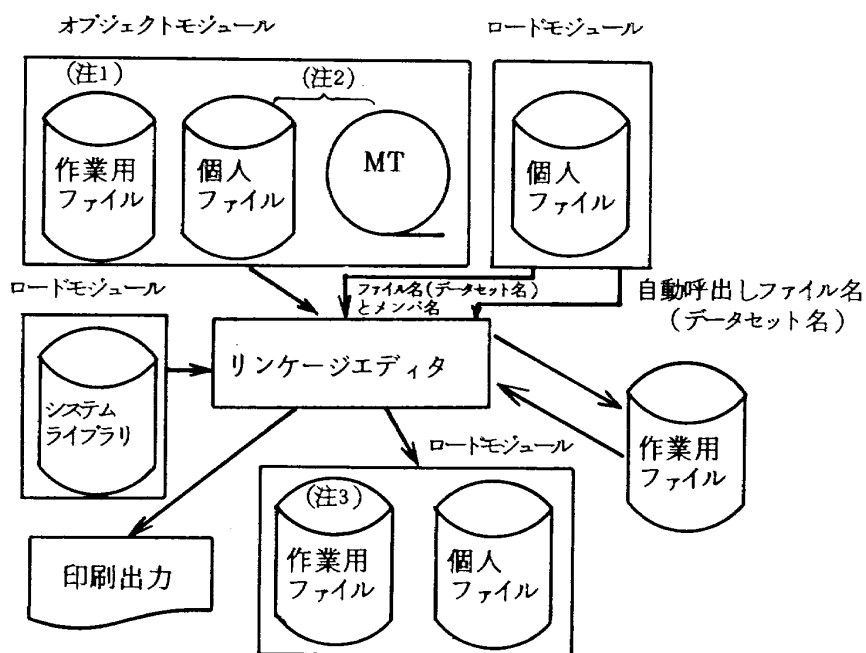 オブジェクトモジュール
ロードモジュール
(注1)
(注2)
作業用
ファイル
個人
ファイル
MT
個人
ファイル
ロードモジュール
ファイル名(データセット名)
とメンバ名
自動呼出しファイル名
(データセット名)
リンケージエディタ
システム
ライブラリ
作業用
ファイル
ロードモジュール
(注3)
作業用
ファイル
個人
ファイル
印刷出力